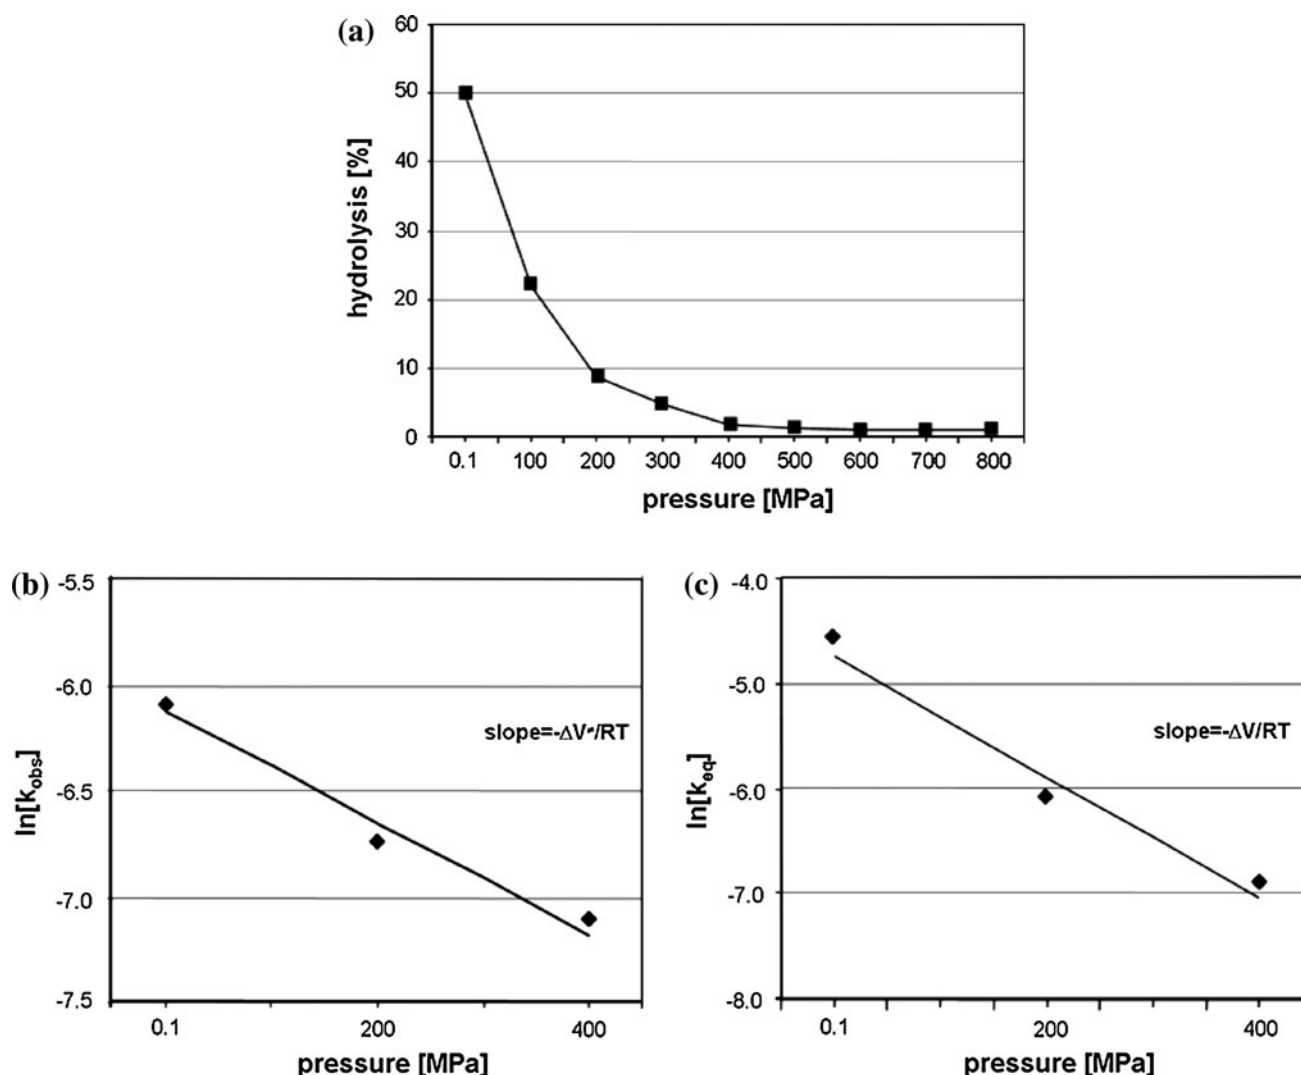 (a)
60
50
40
30
20
10
0
hydrolysis [%]
0.1 100 200 300 400 500 600 700 800
pressure [MPa]
(b)
-5.5
-6.0
-6.5
-7.0
-7.5
ln[k_obs]
slope=-ΔV≠/RT
0.1 200 400
pressure [MPa]
(c)
-4.0
-5.0
-6.0
-7.0
-8.0
ln[k_eq]
slope=-ΔV/RT
0.1 200 400
pressure [MPa]